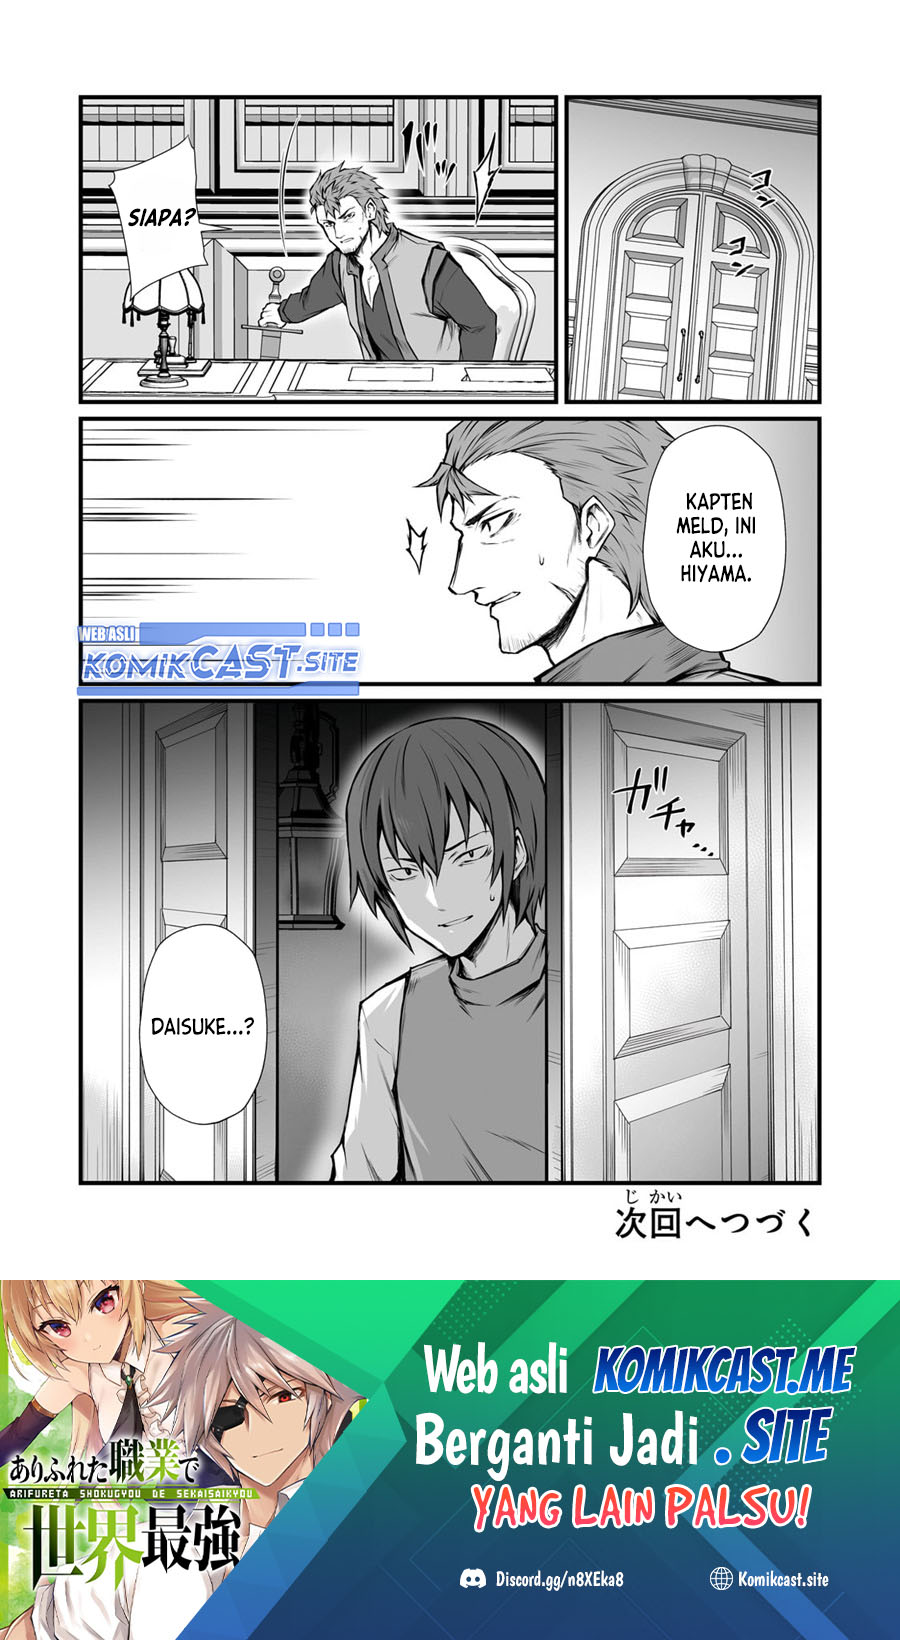 コン
コン
SIAPA?
KAPTEN
MELD, INI
AKU...
HIYAMA.
WEB ASLI
KOMIKCAST.SITE
ガチャ...
DAISUKE...?
じ かい
次回へつづく
Web asli KOMIKCAST.ME
Berganti Jadi .SITE
YANG LAIN PALSU!
ありふれた職業で
ARIFURETA SHOKUGYOU DE SEKAISAIKYOU
世界最強
Discord.gg/n8XEka8
Komikcast.site